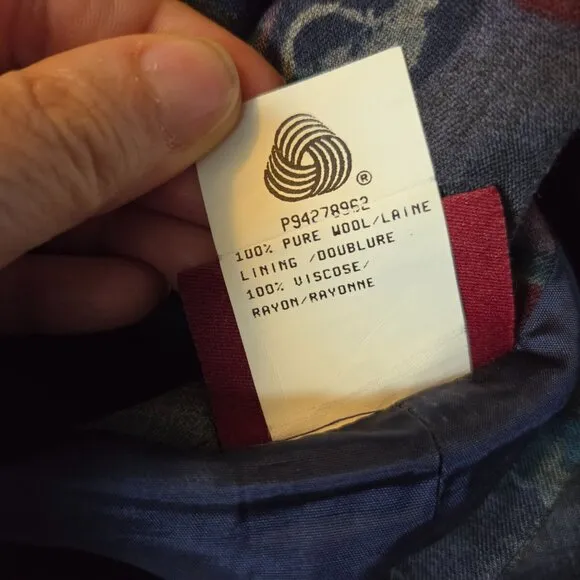 ®
P94278962
100% PURE WOOL/LAINE
LINING /DOUBLURE
100% VISCOSE/
RAYON/RAYONNE